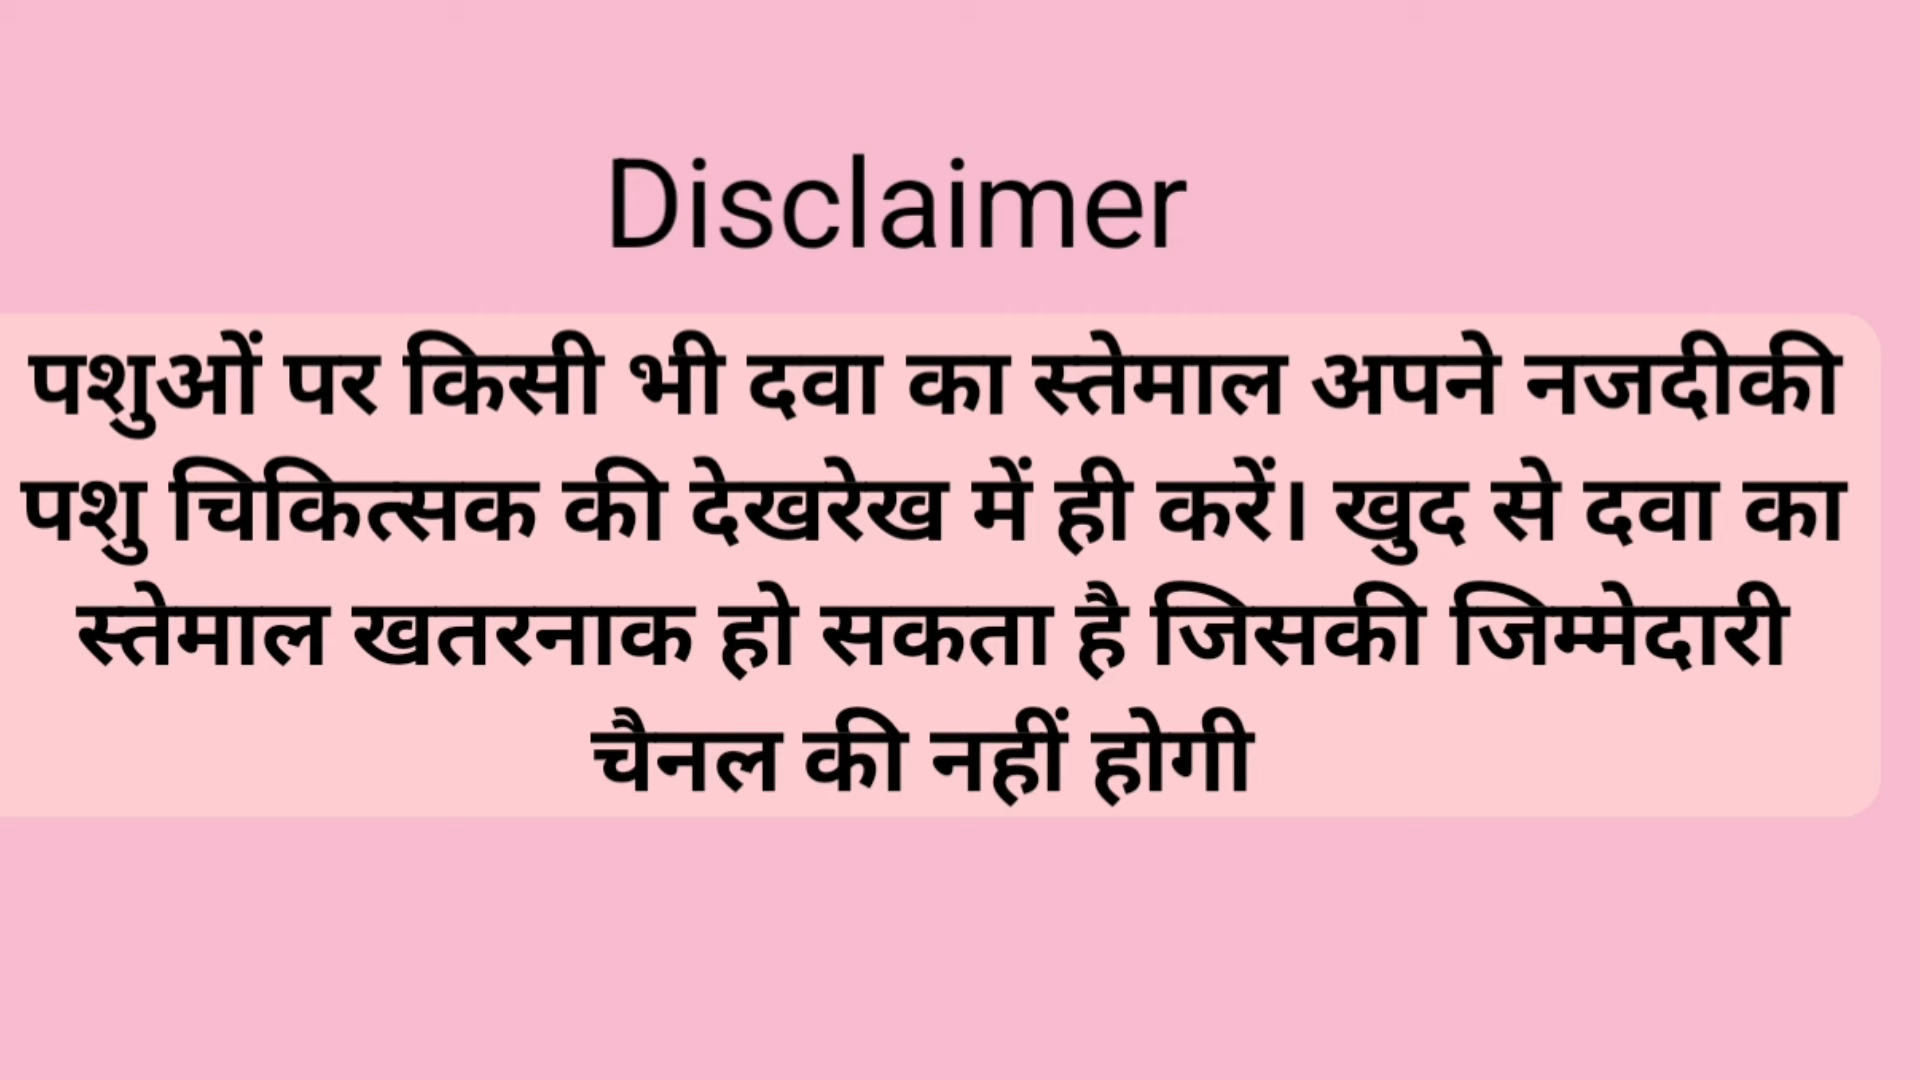 Disclaimer
पशुओं पर किसी भी दवा का स्तेमाल अपने नजदीकी
पशु चिकित्सक की देखरेख में ही करें। खुद से दवा का
स्तेमाल खतरनाक हो सकता है जिसकी जिम्मेदारी
चैनल की नहीं होगी